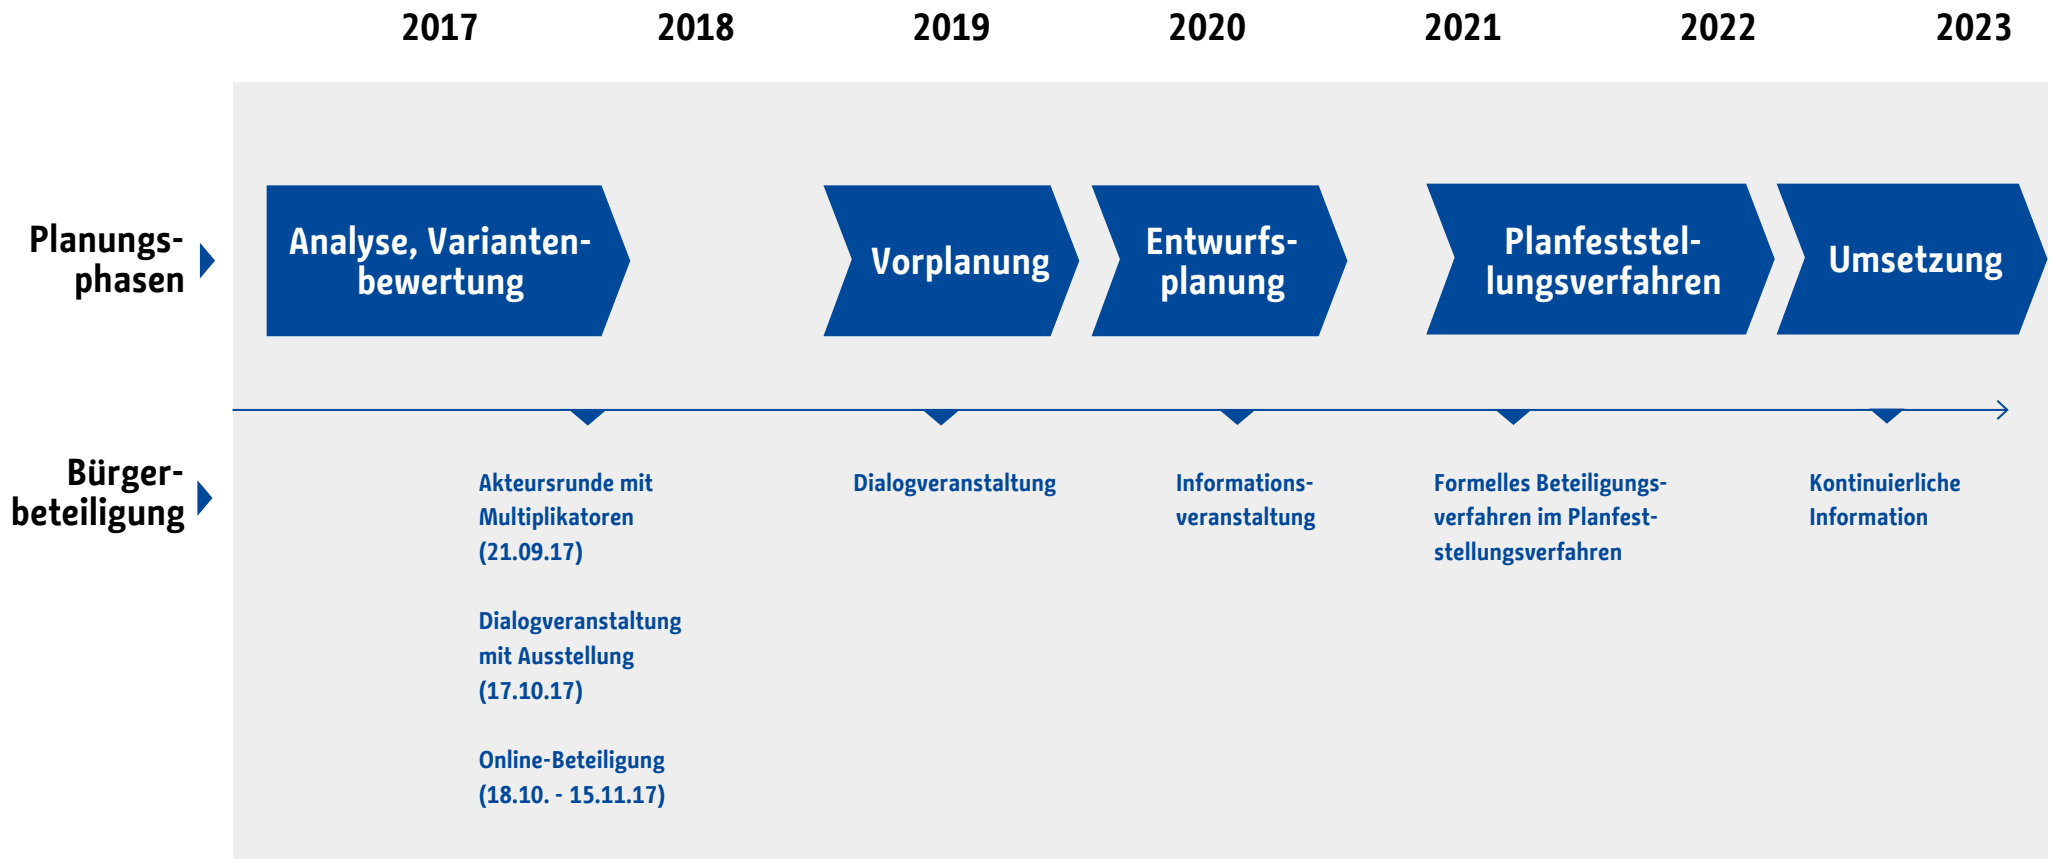 2017 2018 2019 2020 2021 2022 2023
Planungs-
phasen
Analyse, Varianten-
bewertung
Vorplanung
Entwurfs-
planung
Planfeststel-
lungsverfahren
Umsetzung
Bürger-
beteiligung
Akteursrunde mit
Multiplikatoren
(21.09.17)
Dialogveranstaltung
mit Ausstellung
(17.10.17)
Online-Beteiligung
(18.10. - 15.11.17)
Dialogveranstaltung
Informations-
veranstaltung
Formelles Beteiligungs-
verfahren im Planfest-
stellungsverfahren
Kontinuierliche
Information